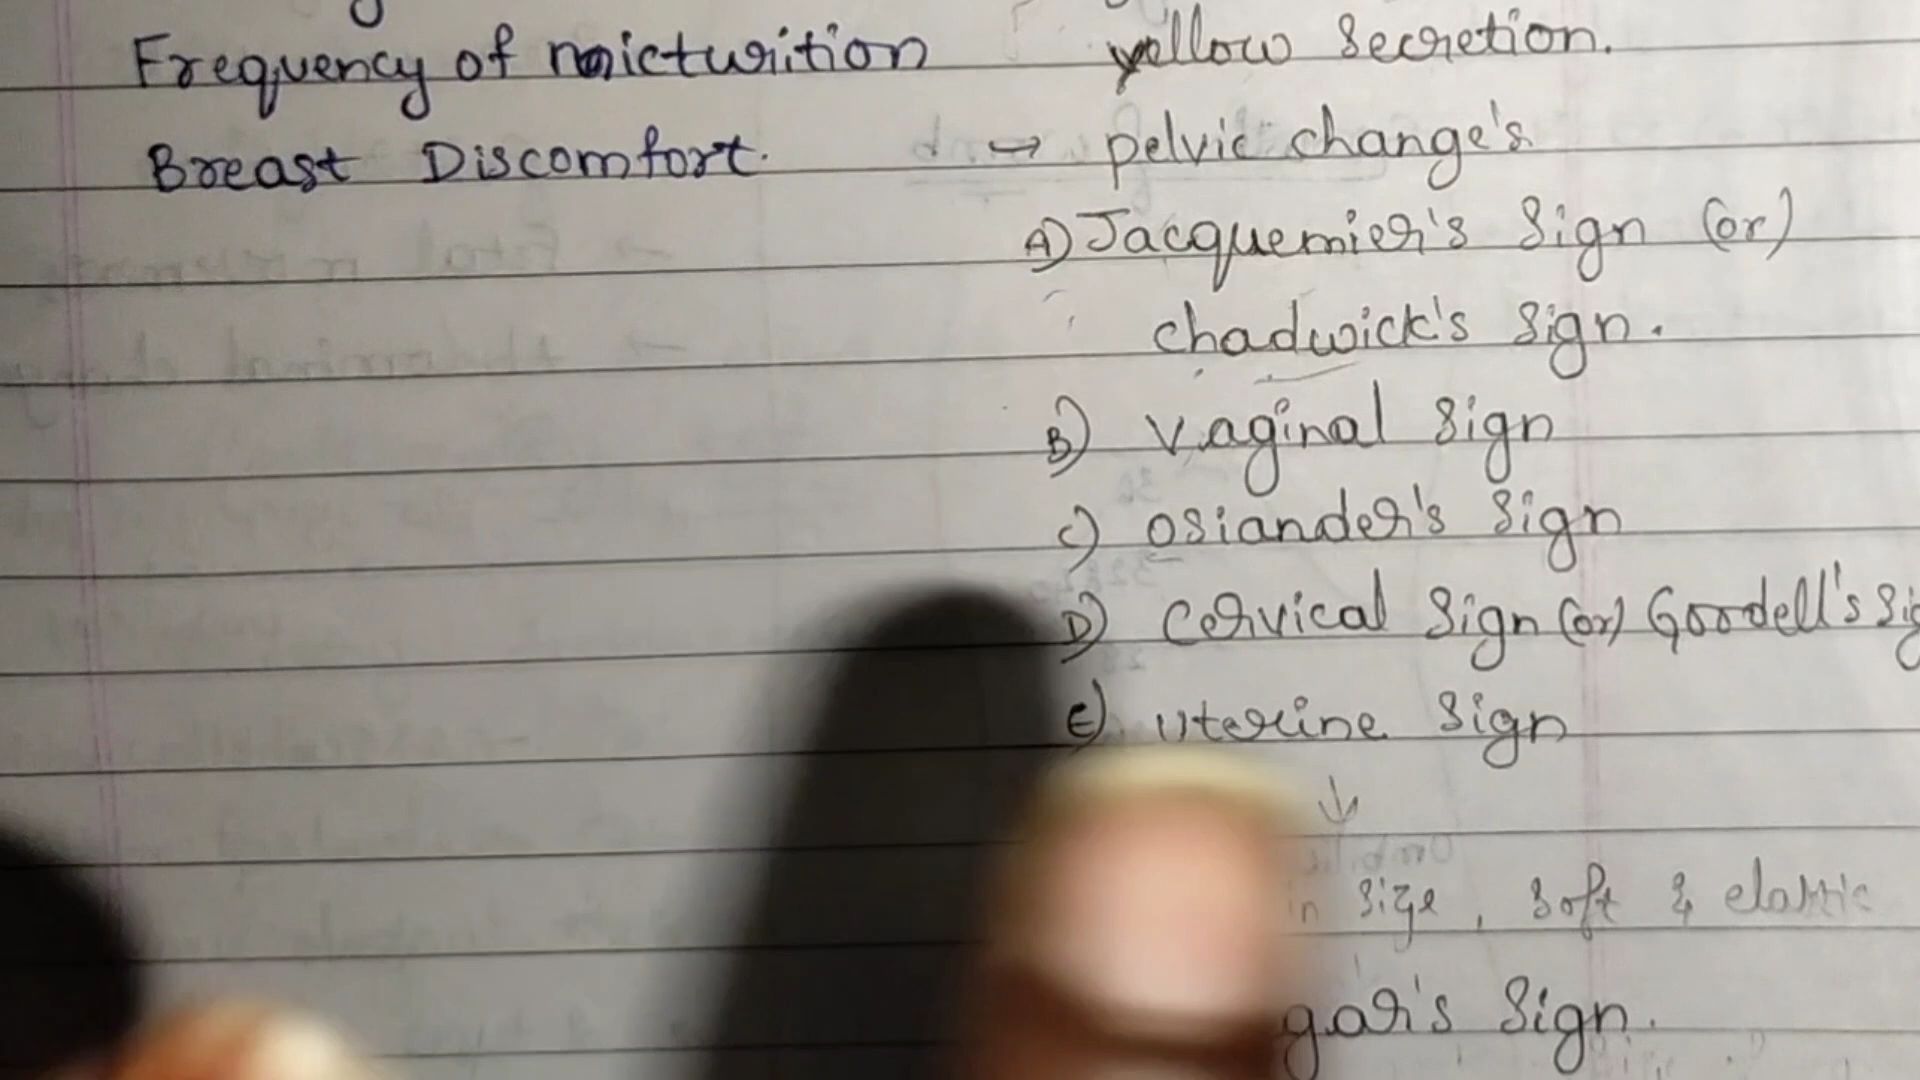 Frequency of micturition
Breast Discomfort.
yellow secretion.
→ pelvic change's
A) Jacquemier's sign (or)
chadwick's sign.
B) vaginal sign
C) osiander's sign
D) Cervical sign (or) Goodell's
E) uterine sign
↓
in size, soft & elastic
sign.